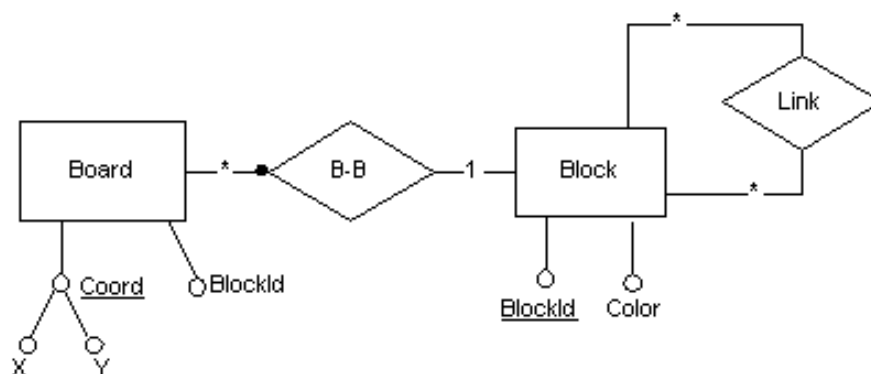 *
Link
Board
*
B-B
1
Block
*
Coord
BlockId
BlockId
Color
X
Y